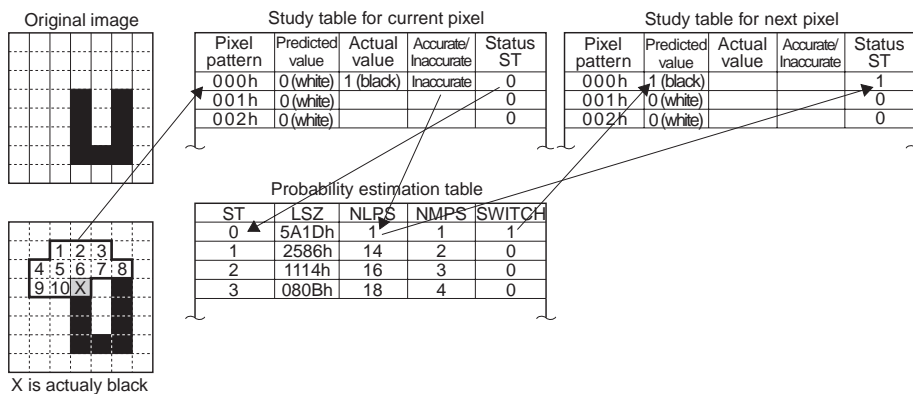 Original image
Study table for current pixel
Pixel pattern Predicted value Actual value Accurate/ Inaccurate Status ST
000h 0 (white) 1 (black) Inaccurate 0
001h 0 (white) 0
002h 0 (white) 0
Study table for next pixel
Pixel pattern Predicted value Actual value Accurate/ Inaccurate Status ST
000h 1 (black) 1
001h 0 (white) 0
002h 0 (white) 0
Probability estimation table
ST LSZ NLPS NMPS SWITCH
0 5A1Dh 1 1 1
1 2586h 14 2 0
2 1114h 16 3 0
3 080Bh 18 4 0
1 2 3
4 5 6 7 8
9 10 X
X is actualy black